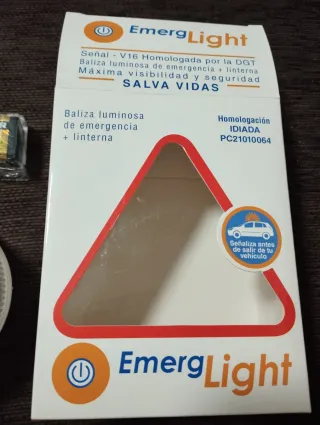 EmergLight
Señal - V16 Homologada por la DGT
Baliza luminosa de emergencia + linterna
Máxima visibilidad y seguridad
SALVA VIDAS
Baliza luminosa
de emergencia
+ linterna
Homologación
IDIADA
PC21010064
Señaliza antes
de salir de tu
vehículo
EmergLight